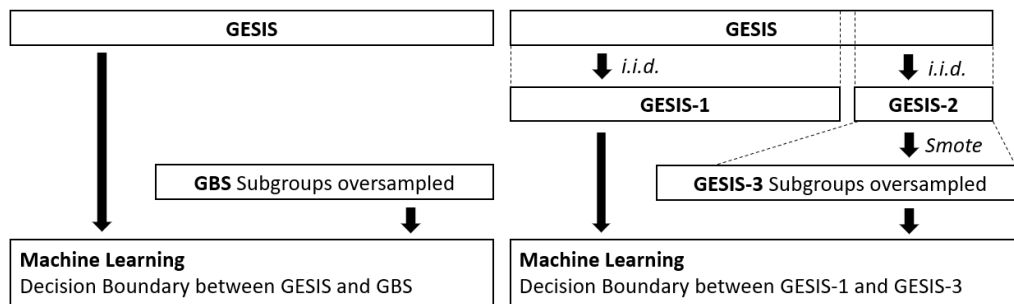 GESIS
GBS Subgroups oversampled
Machine Learning
Decision Boundary between GESIS and GBS
GESIS
i.i.d.
i.i.d.
GESIS-1
GESIS-2
Smote
GESIS-3 Subgroups oversampled
Machine Learning
Decision Boundary between GESIS-1 and GESIS-3